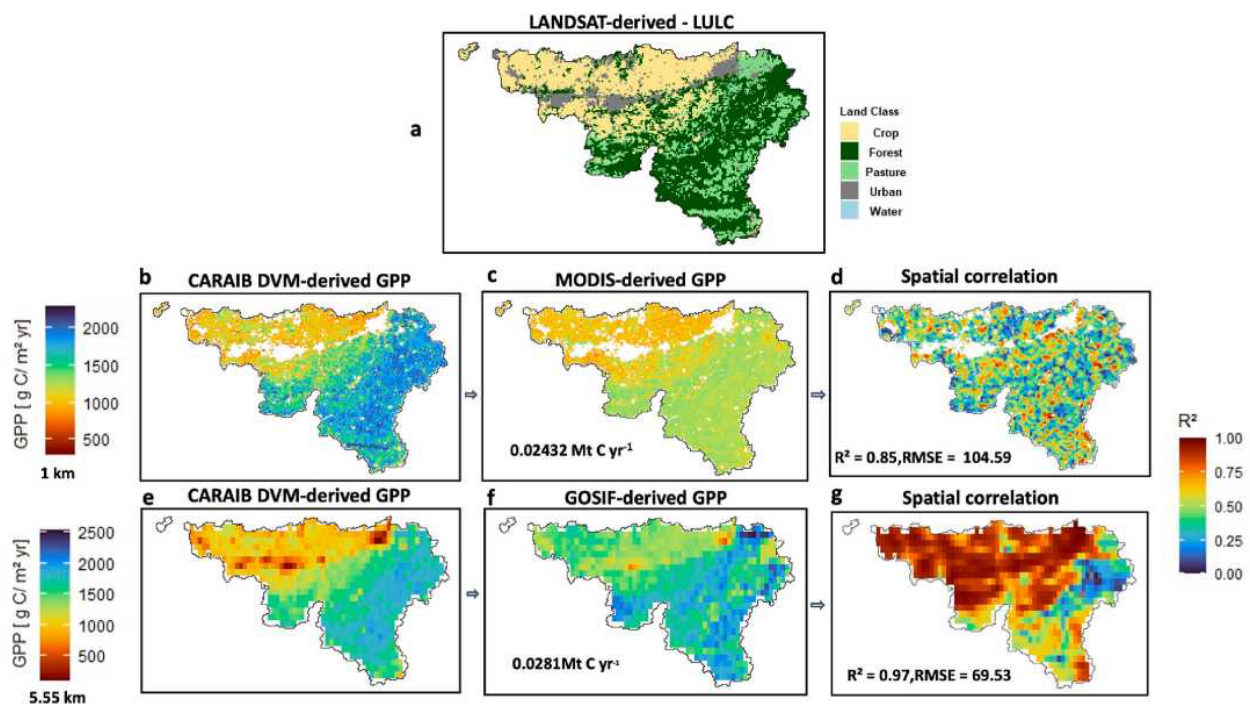 LANDSAT-derived - LULC
a
Land Class
Crop
Forest
Pasture
Urban
Water
b
CARAIB DVM-derived GPP
c
MODIS-derived GPP
d
Spatial correlation
GPP [ g C/ m² yr]
2000
1500
1000
500
1 km
0.02432 Mt C yr⁻¹
R² = 0.85,RMSE = 104.59
e
CARAIB DVM-derived GPP
f
GOSIF-derived GPP
g
Spatial correlation
GPP [ g C/ m² yr]
2500
2000
1500
1000
500
5.55 km
0.0281Mt C yr⁻¹
R² = 0.97,RMSE = 69.53
R²
1.00
0.75
0.50
0.25
0.00